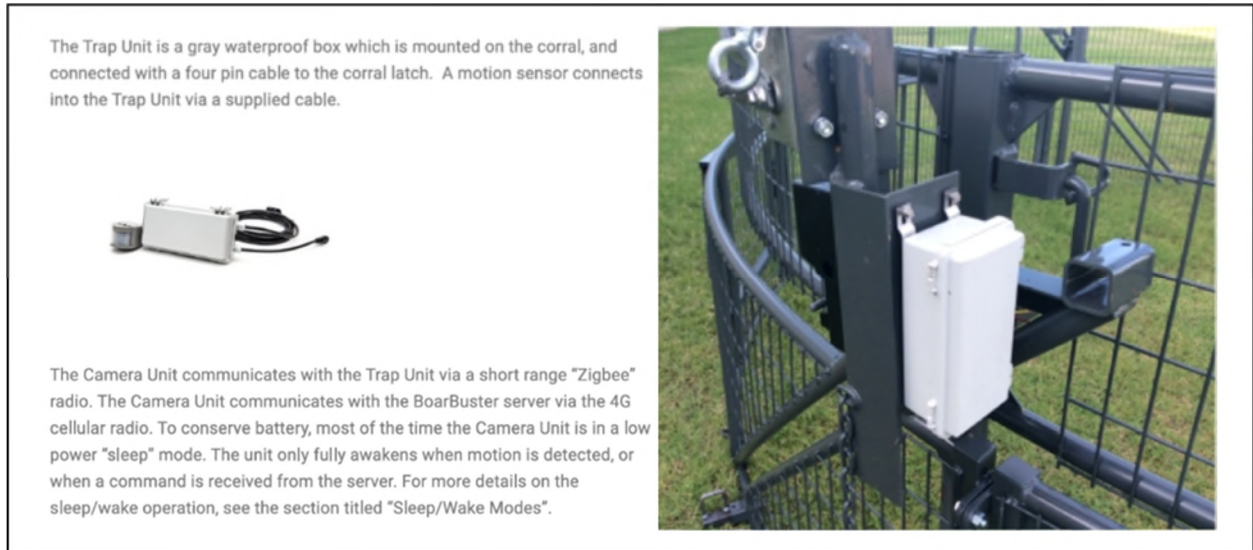 The Trap Unit is a gray waterproof box which is mounted on the corral, and
connected with a four pin cable to the corral latch.  A motion sensor connects
into the Trap Unit via a supplied cable.
The Camera Unit communicates with the Trap Unit via a short range “Zigbee”
radio. The Camera Unit communicates with the BoarBuster server via the 4G
cellular radio. To conserve battery, most of the time the Camera Unit is in a low
power “sleep” mode. The unit only fully awakens when motion is detected, or
when a command is received from the server. For more details on the
sleep/wake operation, see the section titled “Sleep/Wake Modes”.